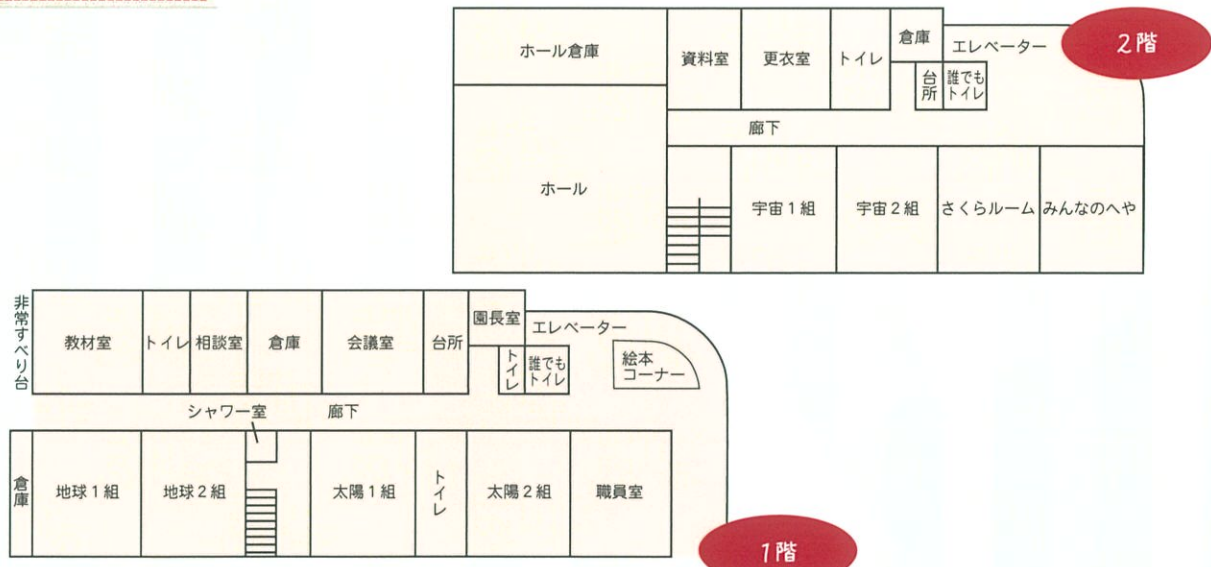 2階
ホール倉庫
資料室
更衣室
トイレ
倉庫
エレベーター
台所
誰でも
トイレ
廊下
ホール
宇宙1組
宇宙2組
さくらルーム
みんなのへや
1階
非常すべり台
教材室
トイレ
相談室
倉庫
会議室
台所
園長室
エレベーター
トイレ
誰でも
トイレ
絵本
コーナー
シャワー室
廊下
倉庫
地球1組
地球2組
太陽1組
トイレ
太陽2組
職員室